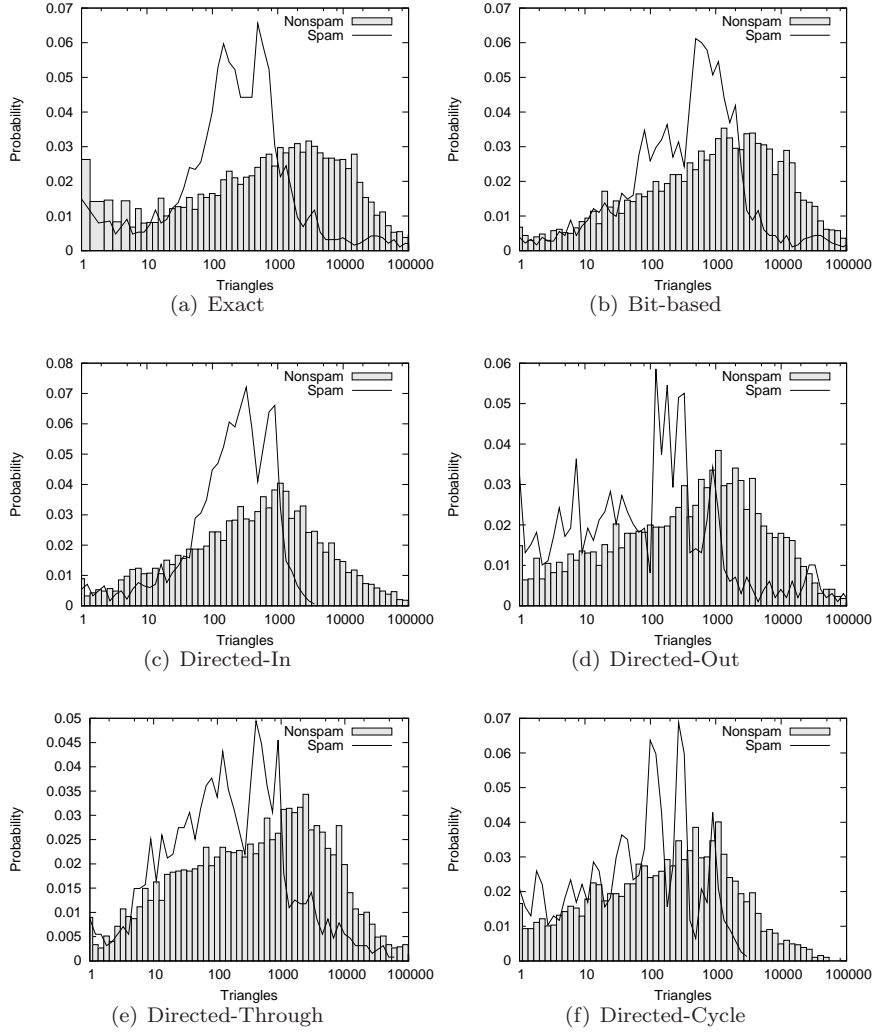 0.07
0.06
0.05
0.04
0.03
0.02
0.01
0
Probability
Nonspam
Spam
1 10 100 1000 10000 100000
Triangles
(a) Exact
0.07
0.06
0.05
0.04
0.03
0.02
0.01
0
Probability
Nonspam
Spam
1 10 100 1000 10000 100000
Triangles
(b) Bit-based
0.08
0.07
0.06
0.05
0.04
0.03
0.02
0.01
0
Probability
Nonspam
Spam
1 10 100 1000 10000 100000
Triangles
(c) Directed-In
0.06
0.05
0.04
0.03
0.02
0.01
0
Probability
Nonspam
Spam
1 10 100 1000 10000 100000
Triangles
(d) Directed-Out
0.05
0.045
0.04
0.035
0.03
0.025
0.02
0.015
0.01
0.005
0
Probability
Nonspam
Spam
1 10 100 1000 10000 100000
Triangles
(e) Directed-Through
0.07
0.06
0.05
0.04
0.03
0.02
0.01
0
Probability
Nonspam
Spam
1 10 100 1000 10000 100000
Triangles
(f) Directed-Cycle